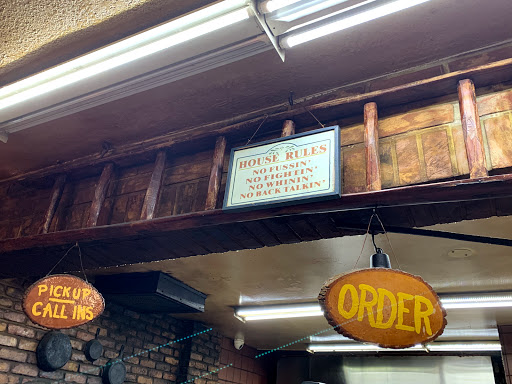 HOUSE RULES
NO FUSSIN'
NO FIGHTIN'
NO WHININ'
NO BACK TALKIN'
PICKUP
CALL INS
ORDER